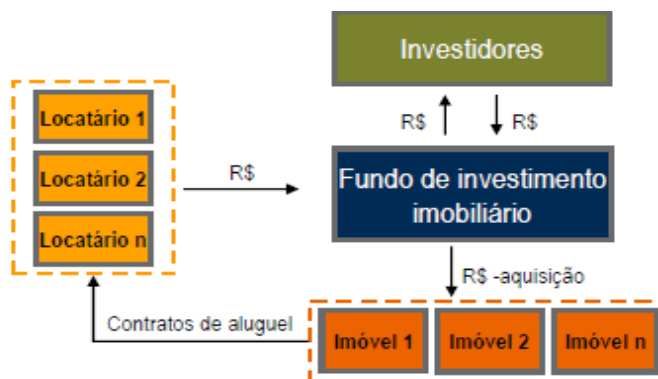 Investidores
R$
R$
Locatário 1
Locatário 2
Locatário n
R$
Fundo de investimento
imobiliário
R$ -aquisição
Contratos de aluguel
Imóvel 1
Imóvel 2
Imóvel n